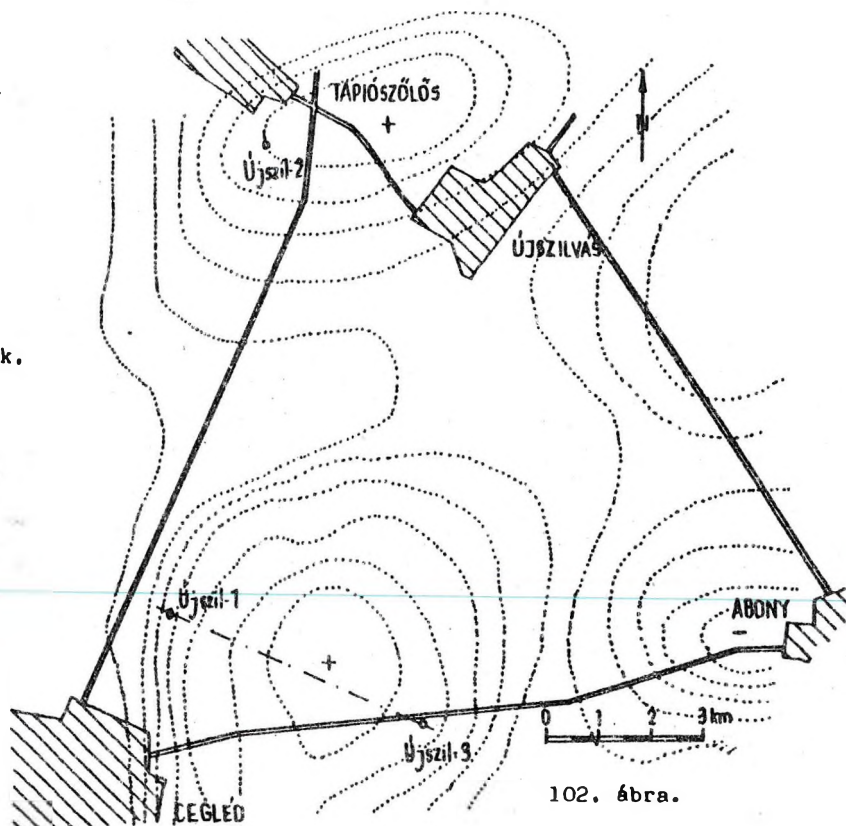 TÁPIÓSZŐLŐS
+
N
Újszil-2
ÚJSZILVÁS
k.
Újszil-1
ABONY
-
+
0 1 2 3 km
Újszil-3
102. ábra.
CEGLÉD